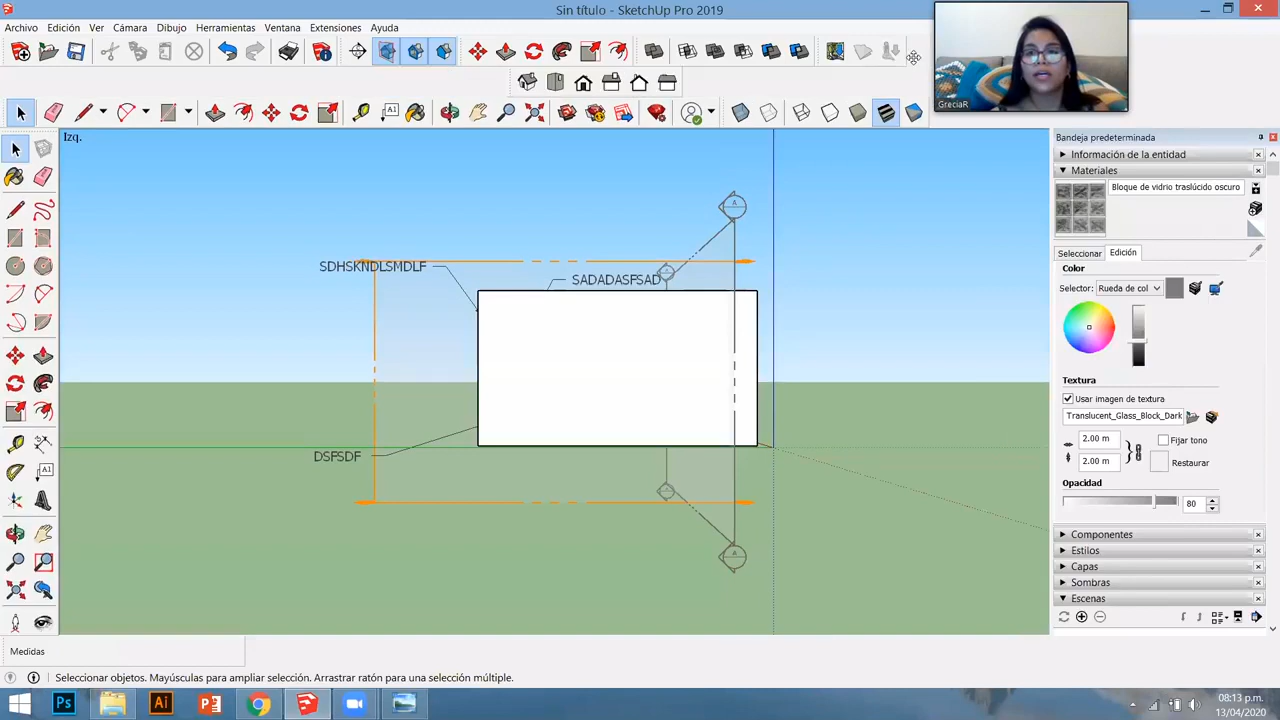 Sin título - SketchUp Pro 2019
Archivo Edición Ver Cámara Dibujo Herramientas Ventana Extensiones Ayuda
GreciaR
A1
Izq.
Bandeja predeterminada
Información de la entidad
Materiales
Bloque de vidrio traslúcido oscuro
Seleccionar Edición
Color
Selector: Rueda de col
Textura
Usar imagen de textura
Translucent_Glass_Block_Dark
2.00 m
Fijar tono
2.00 m
Restaurar
Opacidad
80
Componentes
Estilos
Capas
Sombras
Escenas
A
SDHSKNDLSMDLF
SADADASFSAD
DSFSDF
A
A1
Medidas
Seleccionar objetos. Mayúsculas para ampliar selección. Arrastrar ratón para una selección múltiple.
Ps
Ai
P
08:13 p.m.
13/04/2020